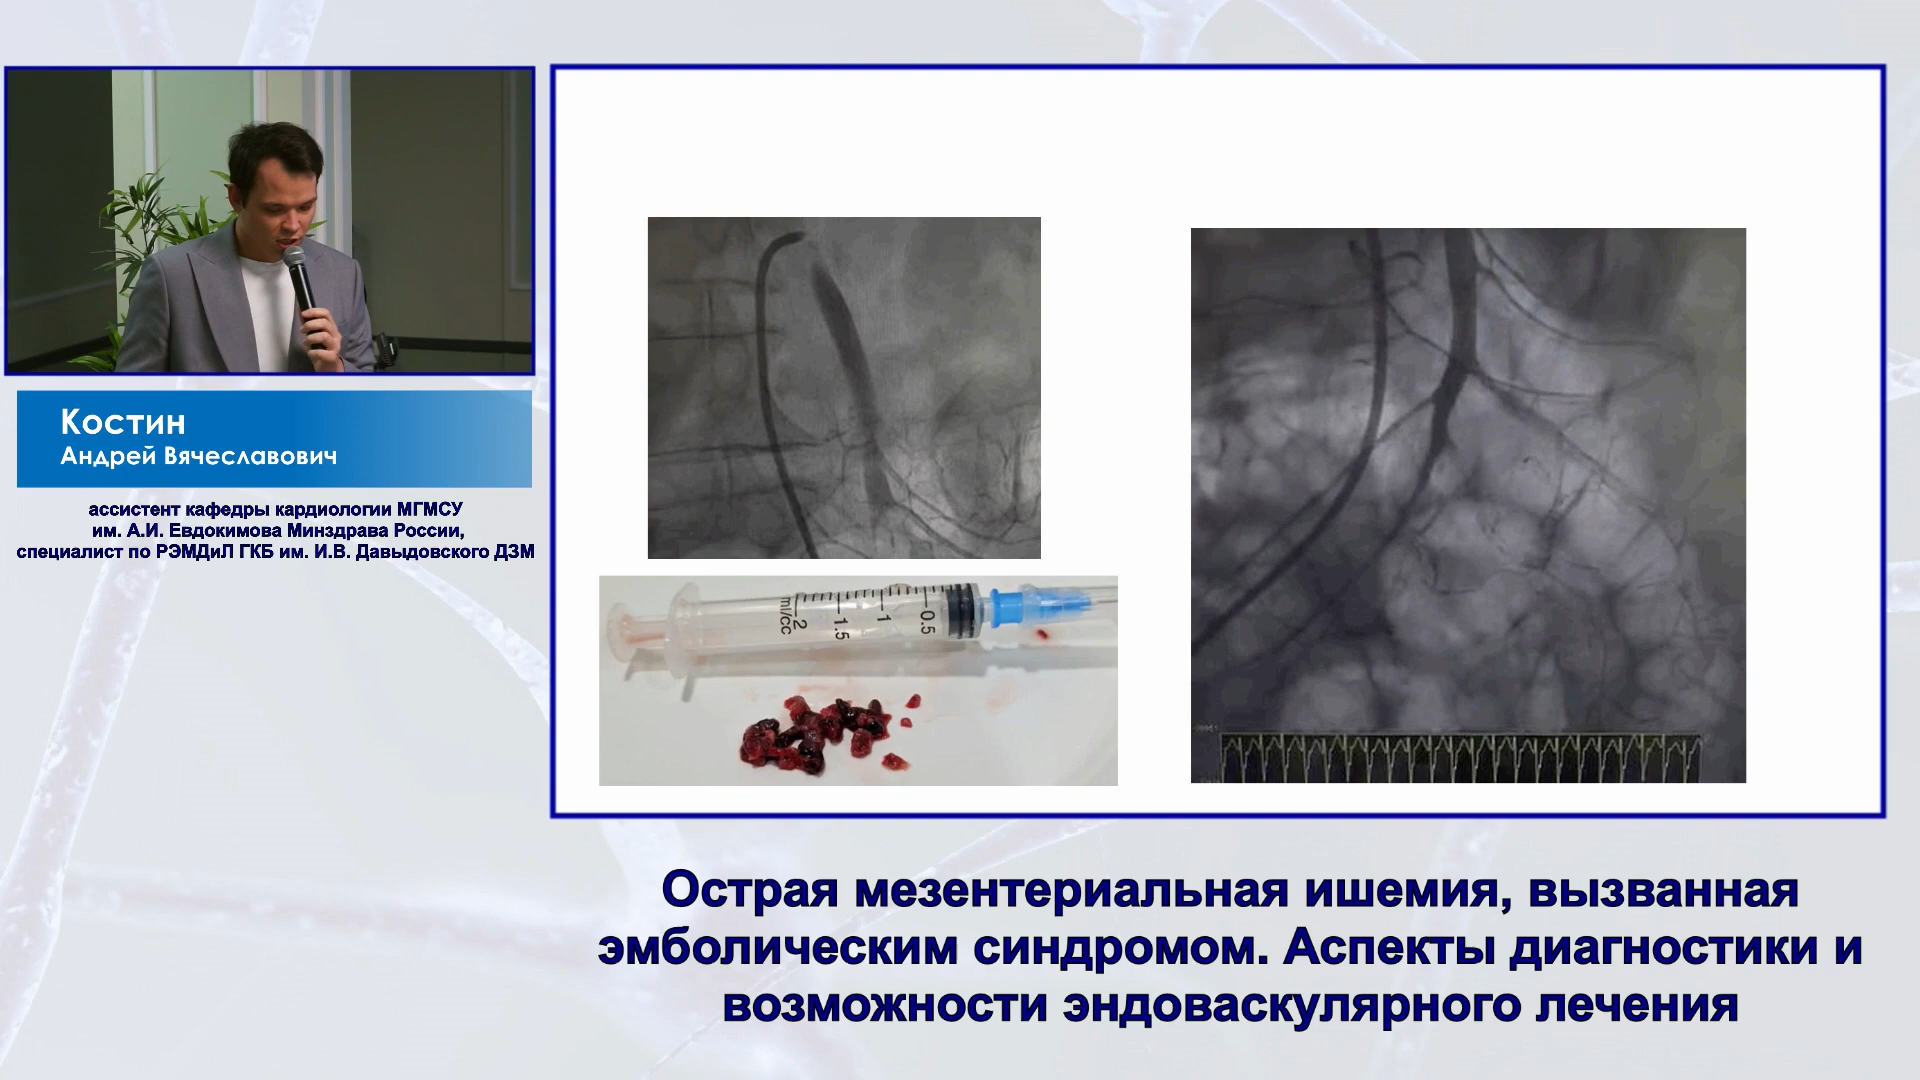 Костин
Андрей Вячеславович
ассистент кафедры кардиологии МГМСУ
им. А.И. Евдокимова Минздрава России,
специалист по РЭМДиЛ ГКБ им. И.В. Давыдовского ДЗМ
ml/cc 2 1.5 1 0.5
Острая мезентериальная ишемия, вызванная
эмболическим синдромом. Аспекты диагностики и
возможности эндоваскулярного лечения